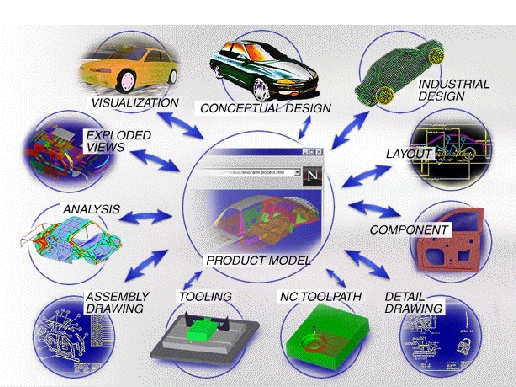 VISUALIZATION
CONCEPTUAL DESIGN
INDUSTRIAL
DESIGN
EXPLODED
VIEWS
LAYOUT
N
ANALYSIS
COMPONENT
PRODUCT MODEL
ASSEMBLY
DRAWING
TOOLING
NC TOOLPATH
DETAIL
DRAWING